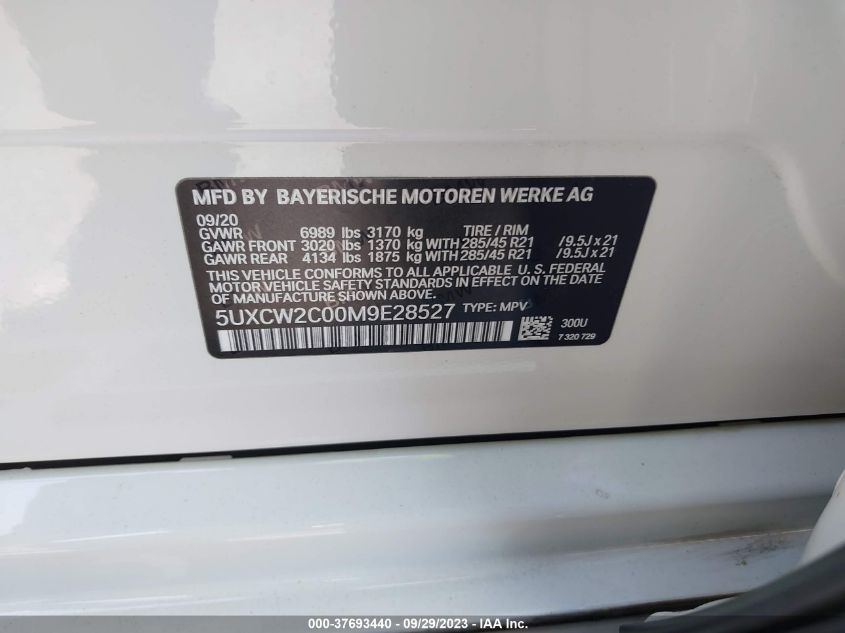 MFD BY BAYERISCHE MOTOREN WERKE AG
09/20
GVWR 6989 lbs 3170 kg TIRE / RIM
GAWR FRONT 3020 lbs 1370 kg WITH 285/45 R21 /9.5J x 21
GAWR REAR 4134 lbs 1875 kg WITH 285/45 R21 /9.5J x 21
THIS VEHICLE CONFORMS TO ALL APPLICABLE U. S. FEDERAL
MOTOR VEHICLE SAFETY STANDARDS IN EFFECT ON THE DATE
OF MANUFACTURE SHOWN ABOVE.
5UXCW2C00M9E28527 TYPE: MPV
300U
7 320 729
000-37693440 - 09/29/2023 - IAA Inc.